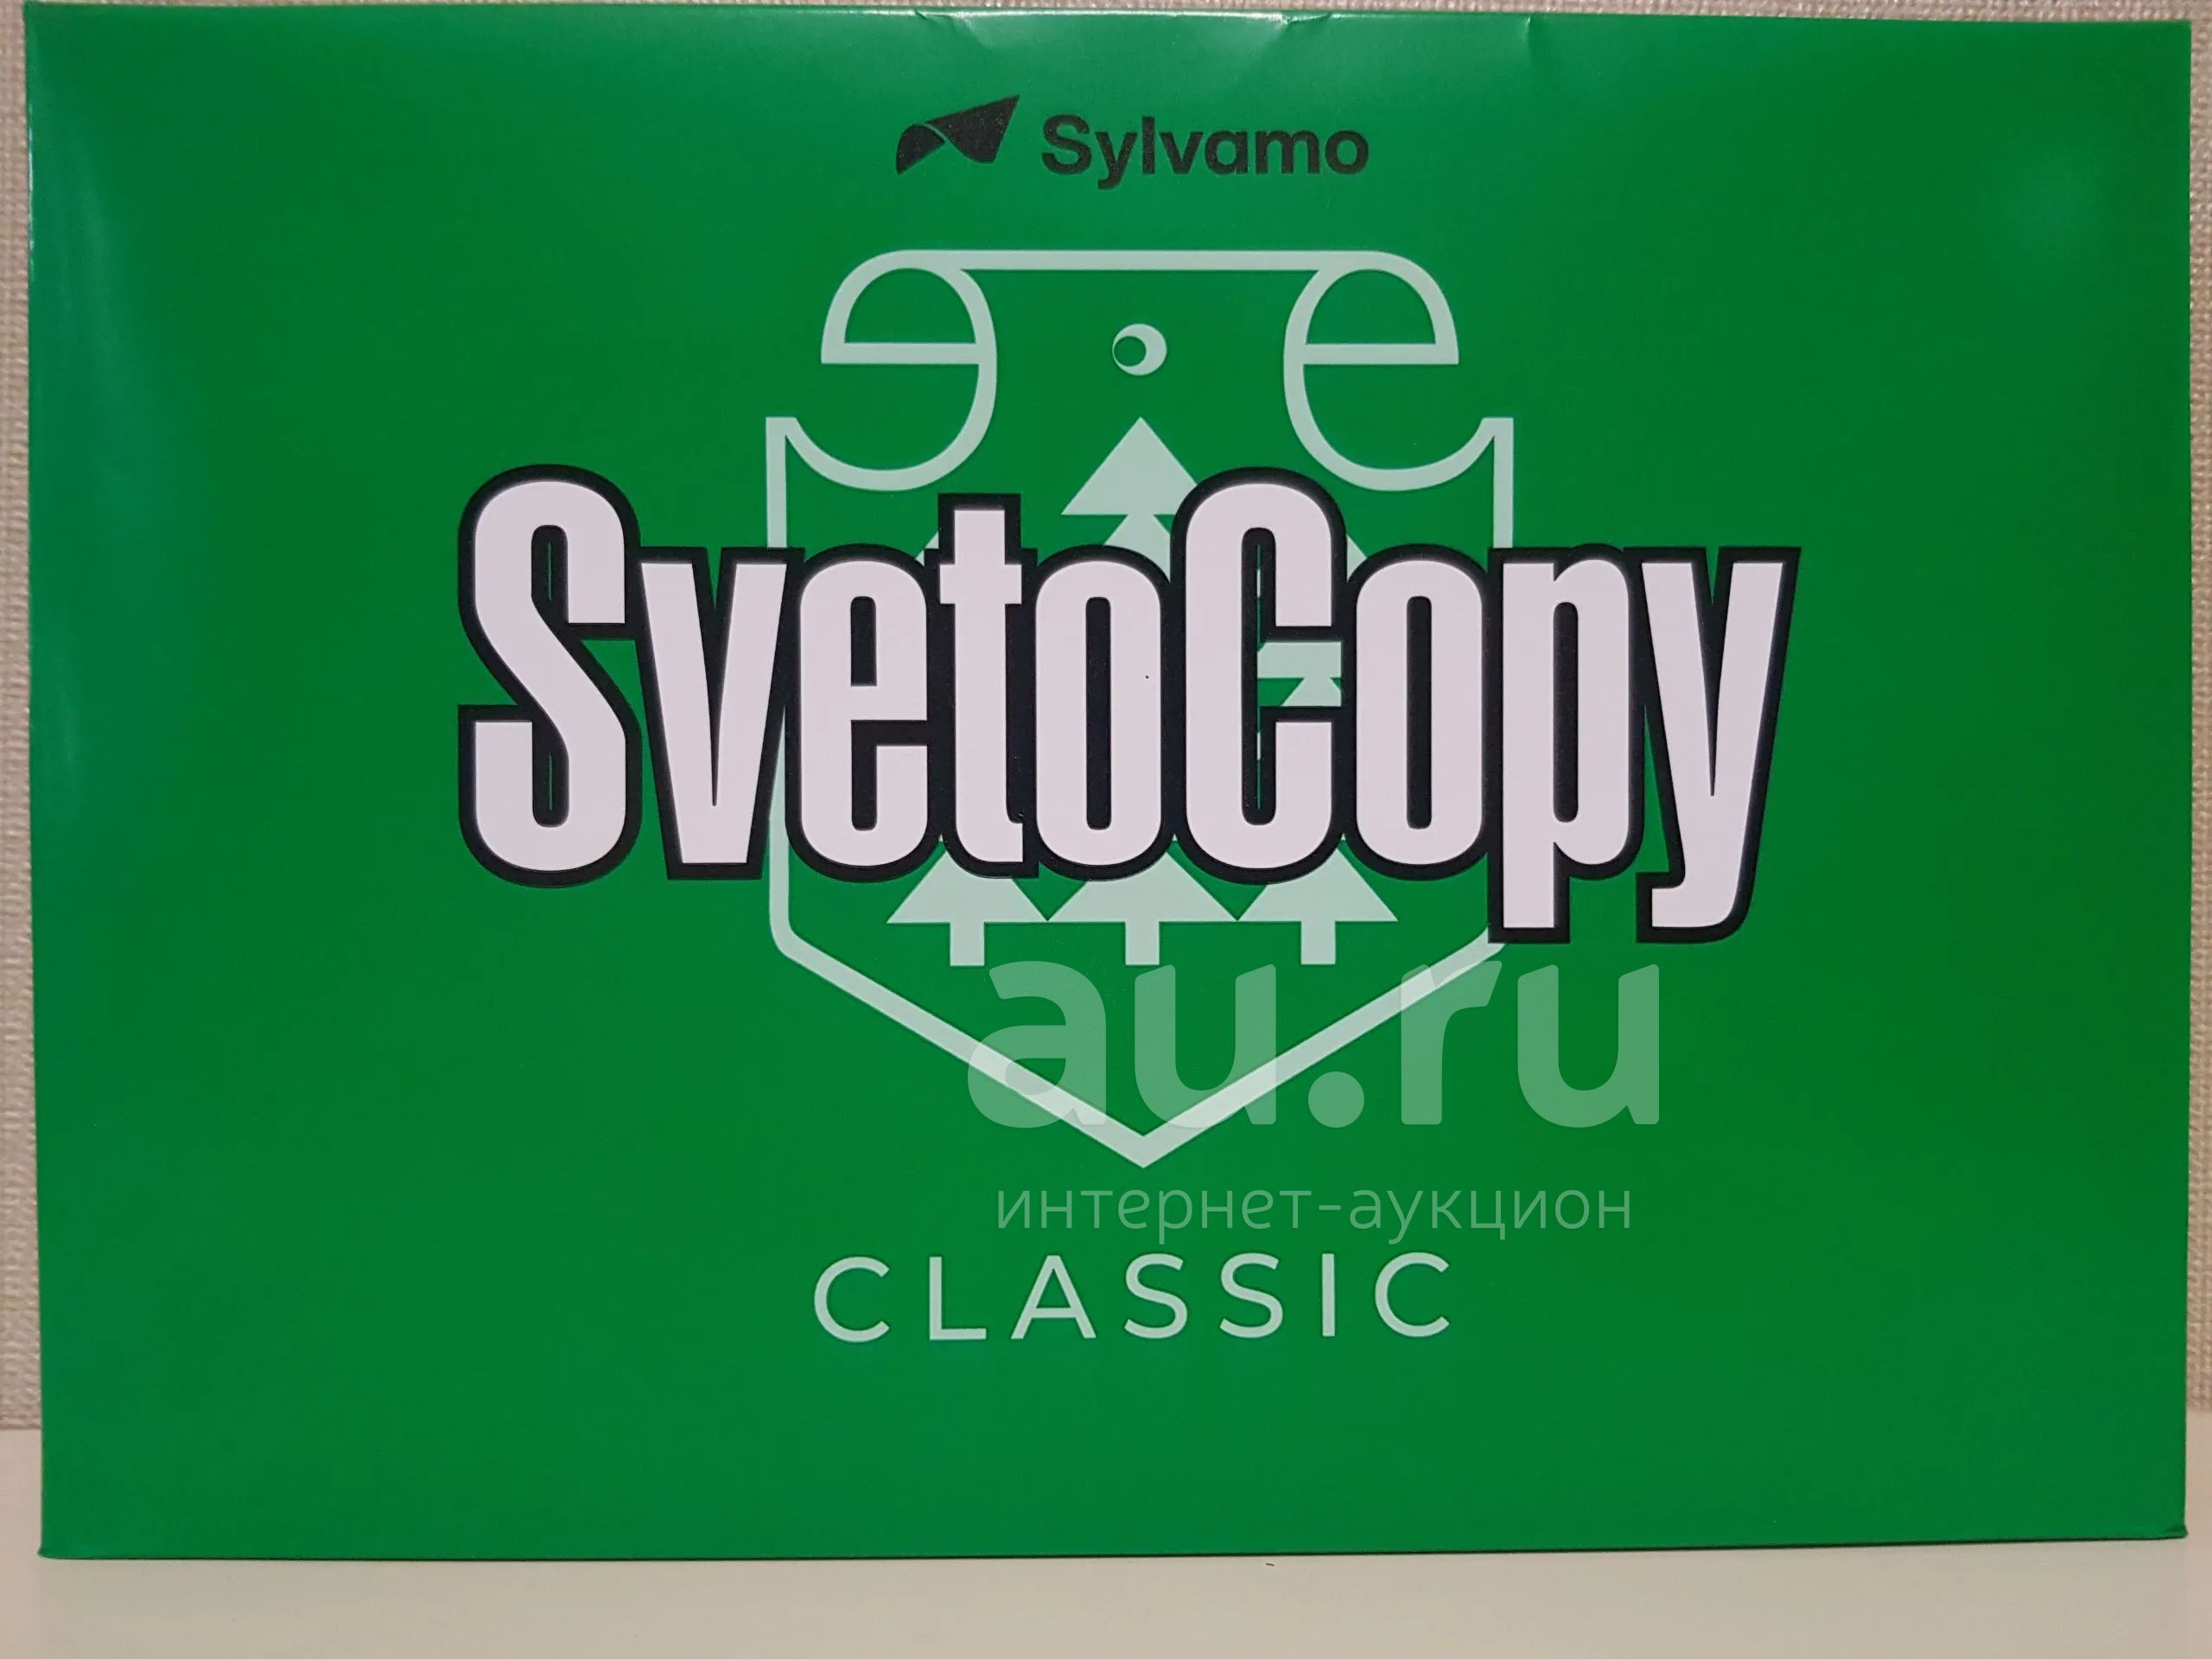 Sylvamo
SvetoCopy
au.ru
интернет-аукцион
CLASSIC